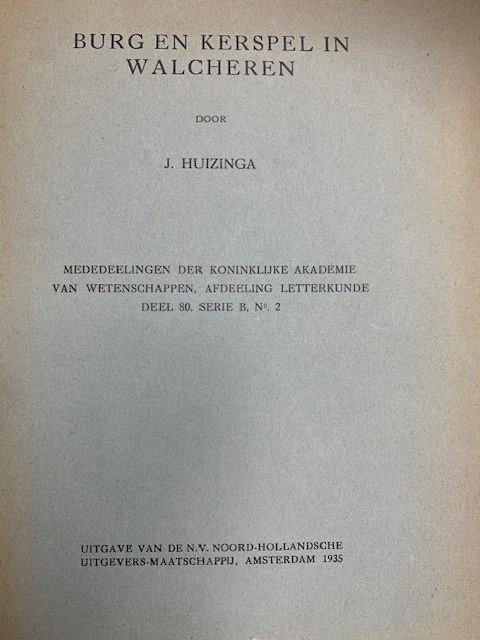 BURG EN KERSPEL IN
WALCHEREN
DOOR
J. HUIZINGA
MEDEDEELINGEN DER KONINKLIJKE AKADEMIE
VAN WETENSCHAPPEN, AFDEELING LETTERKUNDE
DEEL 80, SERIE B, Nº. 2
UITGAVE VAN DE N.V. NOORD-HOLLANDSCHE
UITGEVERS-MAATSCHAPPIJ, AMSTERDAM 1935